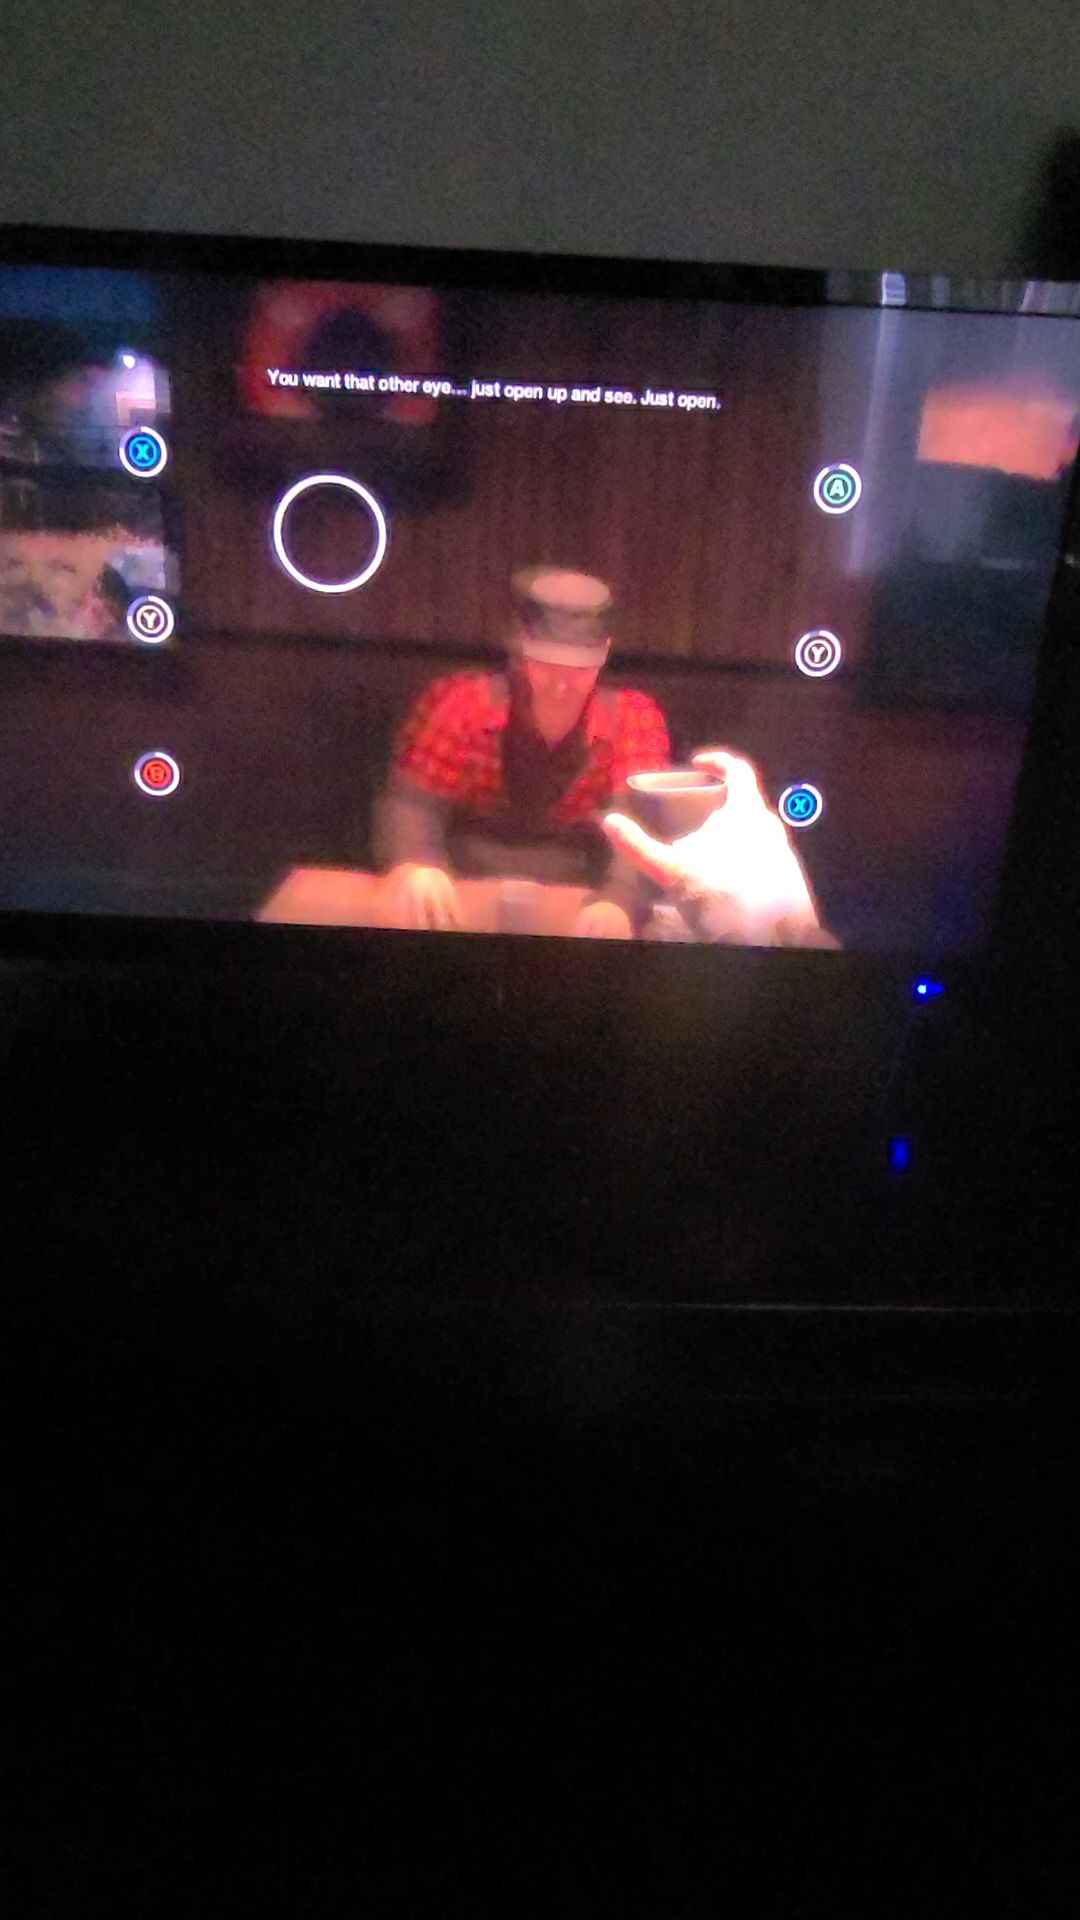 You want that other eye... just open up and see. Just open.
X
A
Y
Y
B
X